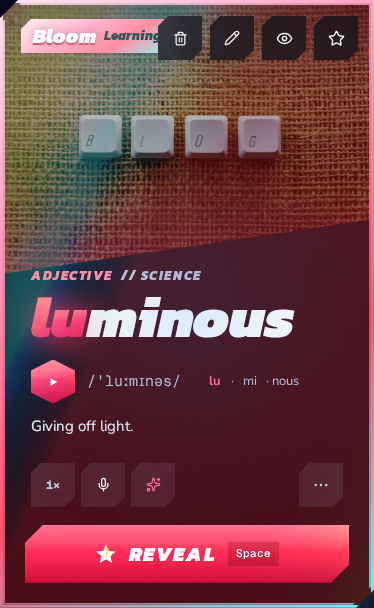 Bloom Learning
B L O G
ADJECTIVE // SCIENCE
luminous
/ˈluːmɪnəs/ lu · mi · nous
Giving off light.
1× ...
REVEAL Space